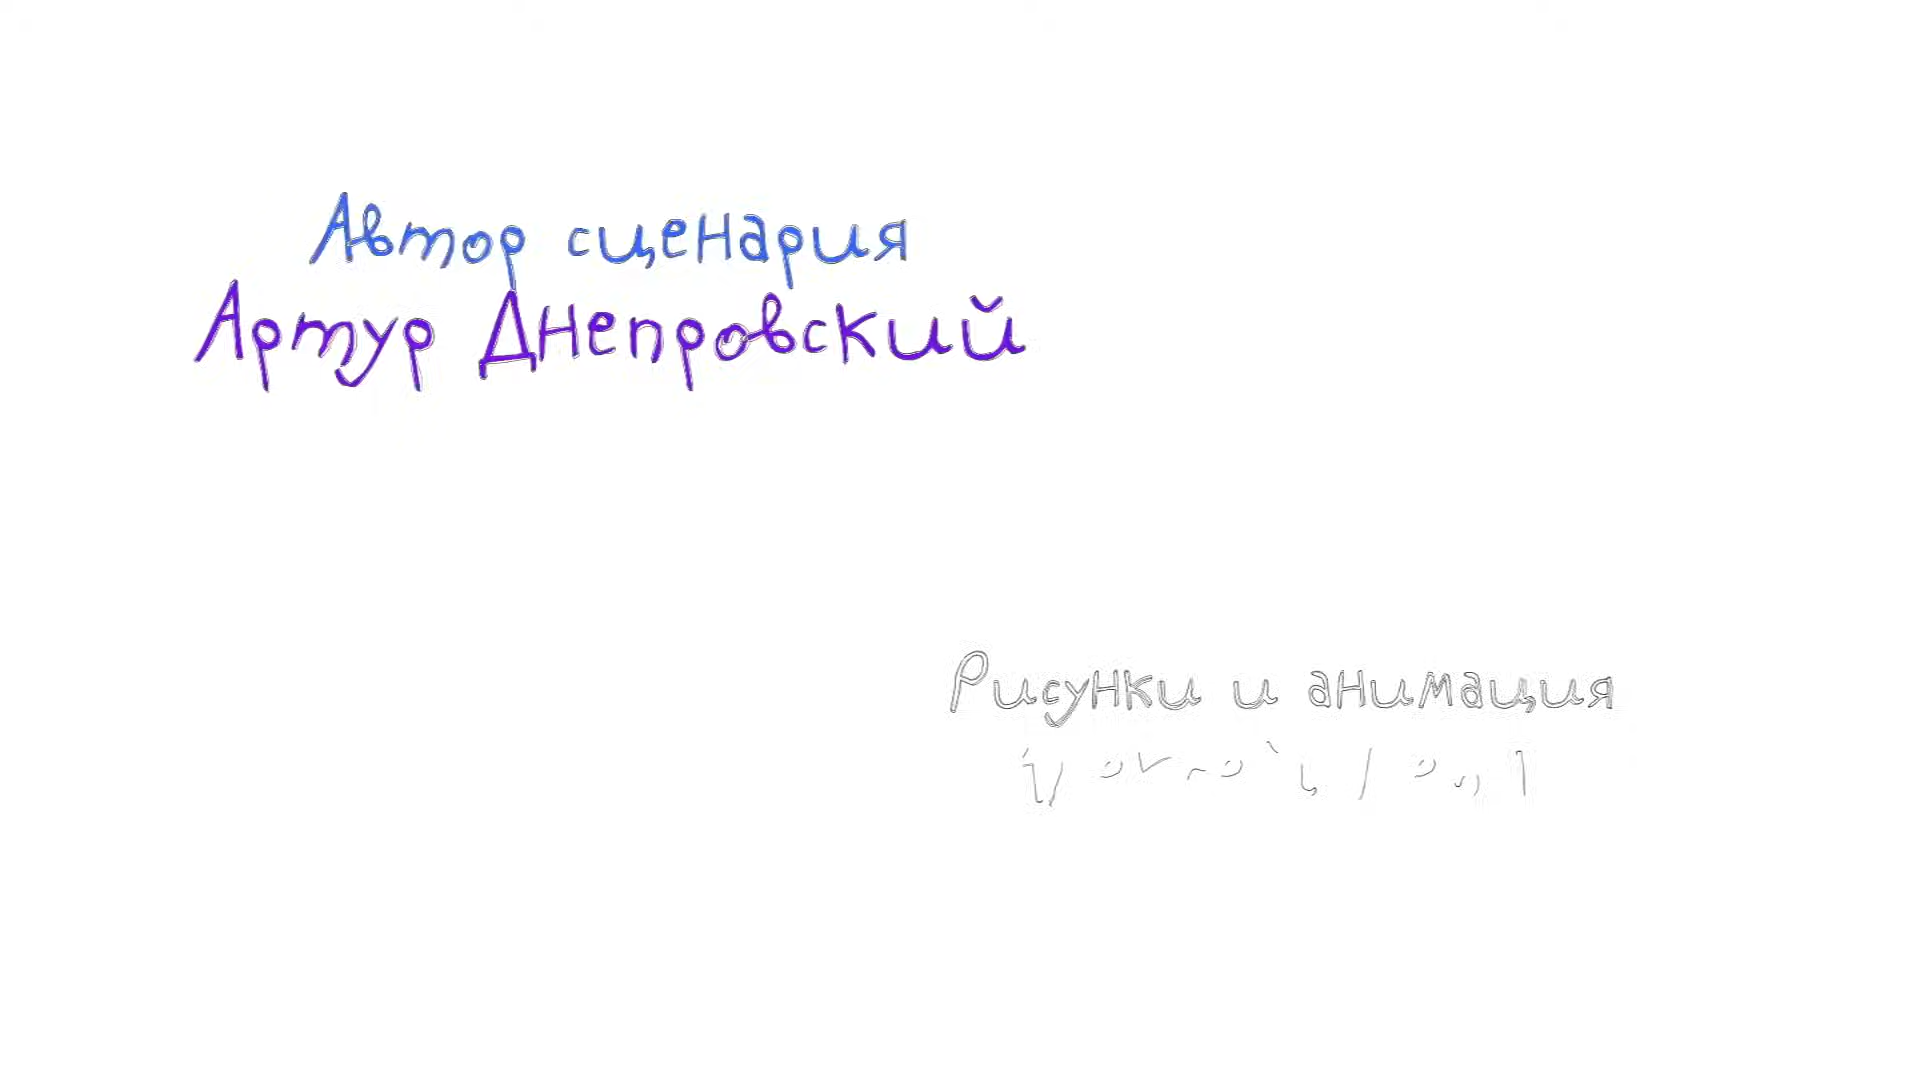 Автор сценария
Артур Днепровский
Рисунки и анимация